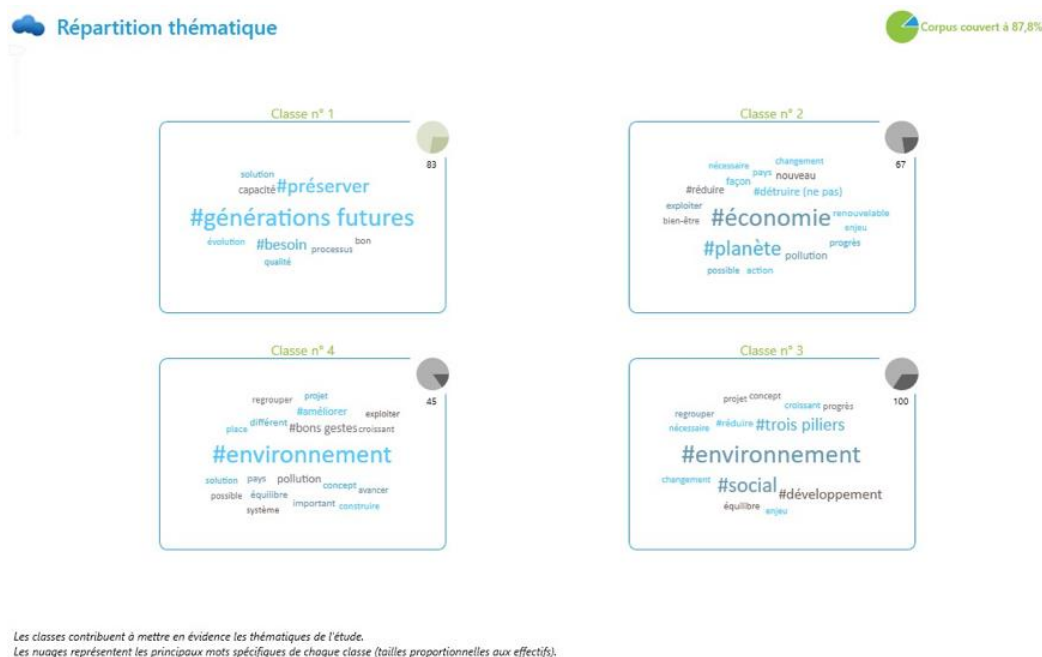 Répartition thématique
Corpus couvert à 87,8%
Classe n° 1
83
solution
capacité #préserver
#générations futures
évolution #besoin processus bon
qualité
Classe n° 2
67
nécessaire changement
pays nouveau
façon
#réduire #détruire (ne pas)
exploiter
bien-être #économie renouvelable
enjeu
#planète progrès
pollution
possible action
Classe n° 4
45
regrouper projet
#améliorer exploiter
place différent #bons gestes croissant
#environnement
solution pays pollution concept avancer
possible équilibre important construire
système
Classe n° 3
100
projet concept croissant progrès
regrouper
nécessaire #réduire #trois piliers
#environnement
changement #social #développement
équilibre enjeu
Les classes contribuent à mettre en évidence les thématiques de l'étude.
Les nuages représentent les principaux mots spécifiques de chaque classe (tailles proportionnelles aux effectifs).